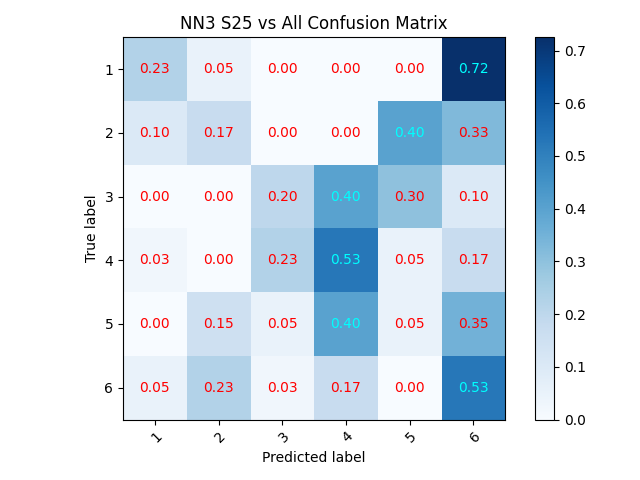 NN3 S25 vs All Confusion Matrix
1 0.23 0.05 0.00 0.00 0.00 0.72
2 0.10 0.17 0.00 0.00 0.40 0.33
3 0.00 0.00 0.20 0.40 0.30 0.10
4 0.03 0.00 0.23 0.53 0.05 0.17
5 0.00 0.15 0.05 0.40 0.05 0.35
6 0.05 0.23 0.03 0.17 0.00 0.53
True label
1 2 3 4 5 6
Predicted label
0.7
0.6
0.5
0.4
0.3
0.2
0.1
0.0